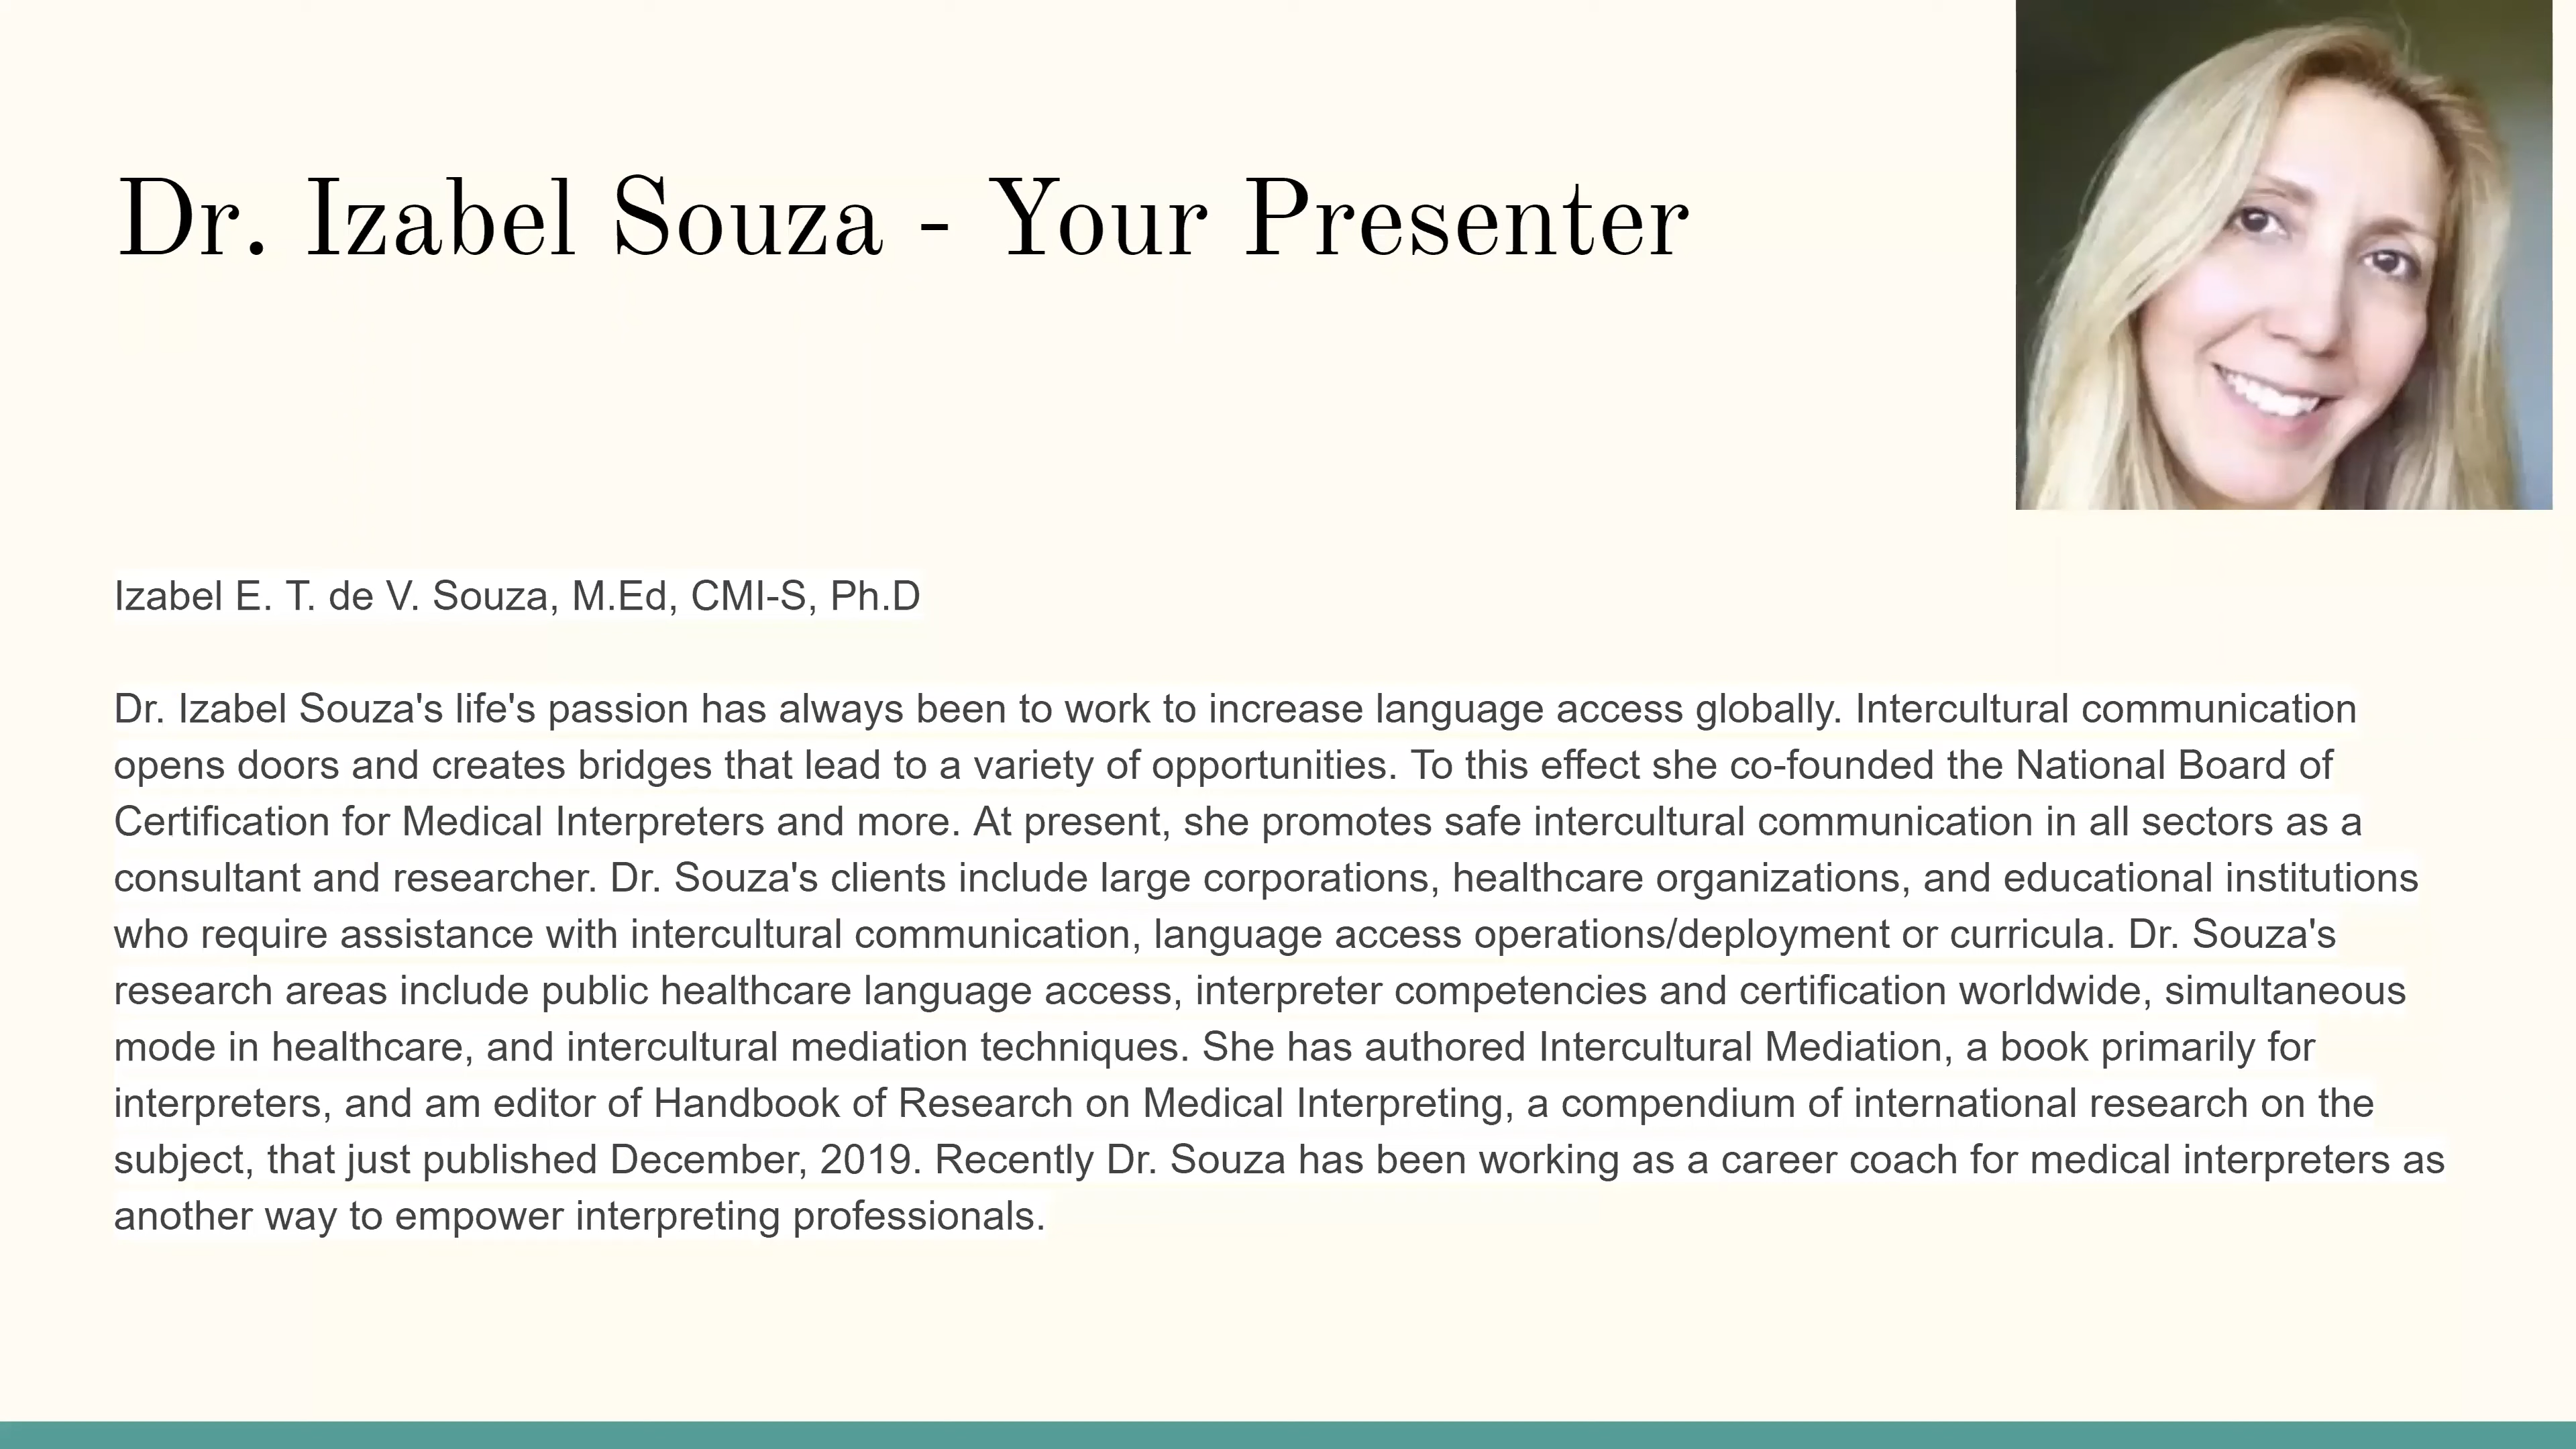 Dr. Izabel Souza - Your Presenter
Izabel E. T. de V. Souza, M.Ed, CMI-S, Ph.D
Dr. Izabel Souza's life's passion has always been to work to increase language access globally. Intercultural communication
opens doors and creates bridges that lead to a variety of opportunities. To this effect she co-founded the National Board of
Certification for Medical Interpreters and more. At present, she promotes safe intercultural communication in all sectors as a
consultant and researcher. Dr. Souza's clients include large corporations, healthcare organizations, and educational institutions
who require assistance with intercultural communication, language access operations/deployment or curricula. Dr. Souza's
research areas include public healthcare language access, interpreter competencies and certification worldwide, simultaneous
mode in healthcare, and intercultural mediation techniques. She has authored Intercultural Mediation, a book primarily for
interpreters, and am editor of Handbook of Research on Medical Interpreting, a compendium of international research on the
subject, that just published December, 2019. Recently Dr. Souza has been working as a career coach for medical interpreters as
another way to empower interpreting professionals.